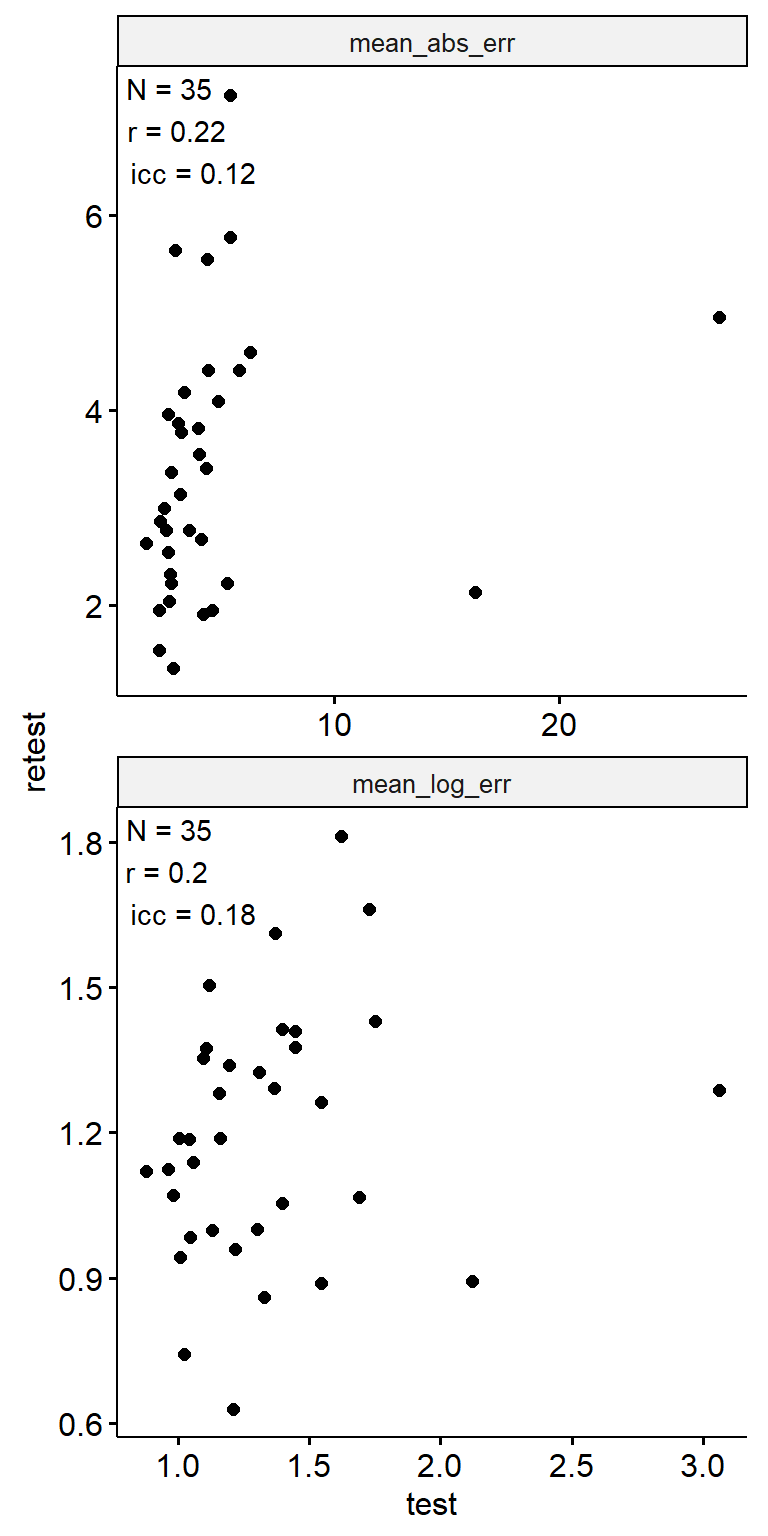 mean_abs_err
N = 35
r = 0.22
icc = 0.12
6
4
2
10 20
retest
mean_log_err
N = 35
r = 0.2
icc = 0.18
1.8
1.5
1.2
0.9
0.6
1.0 1.5 2.0 2.5 3.0
test